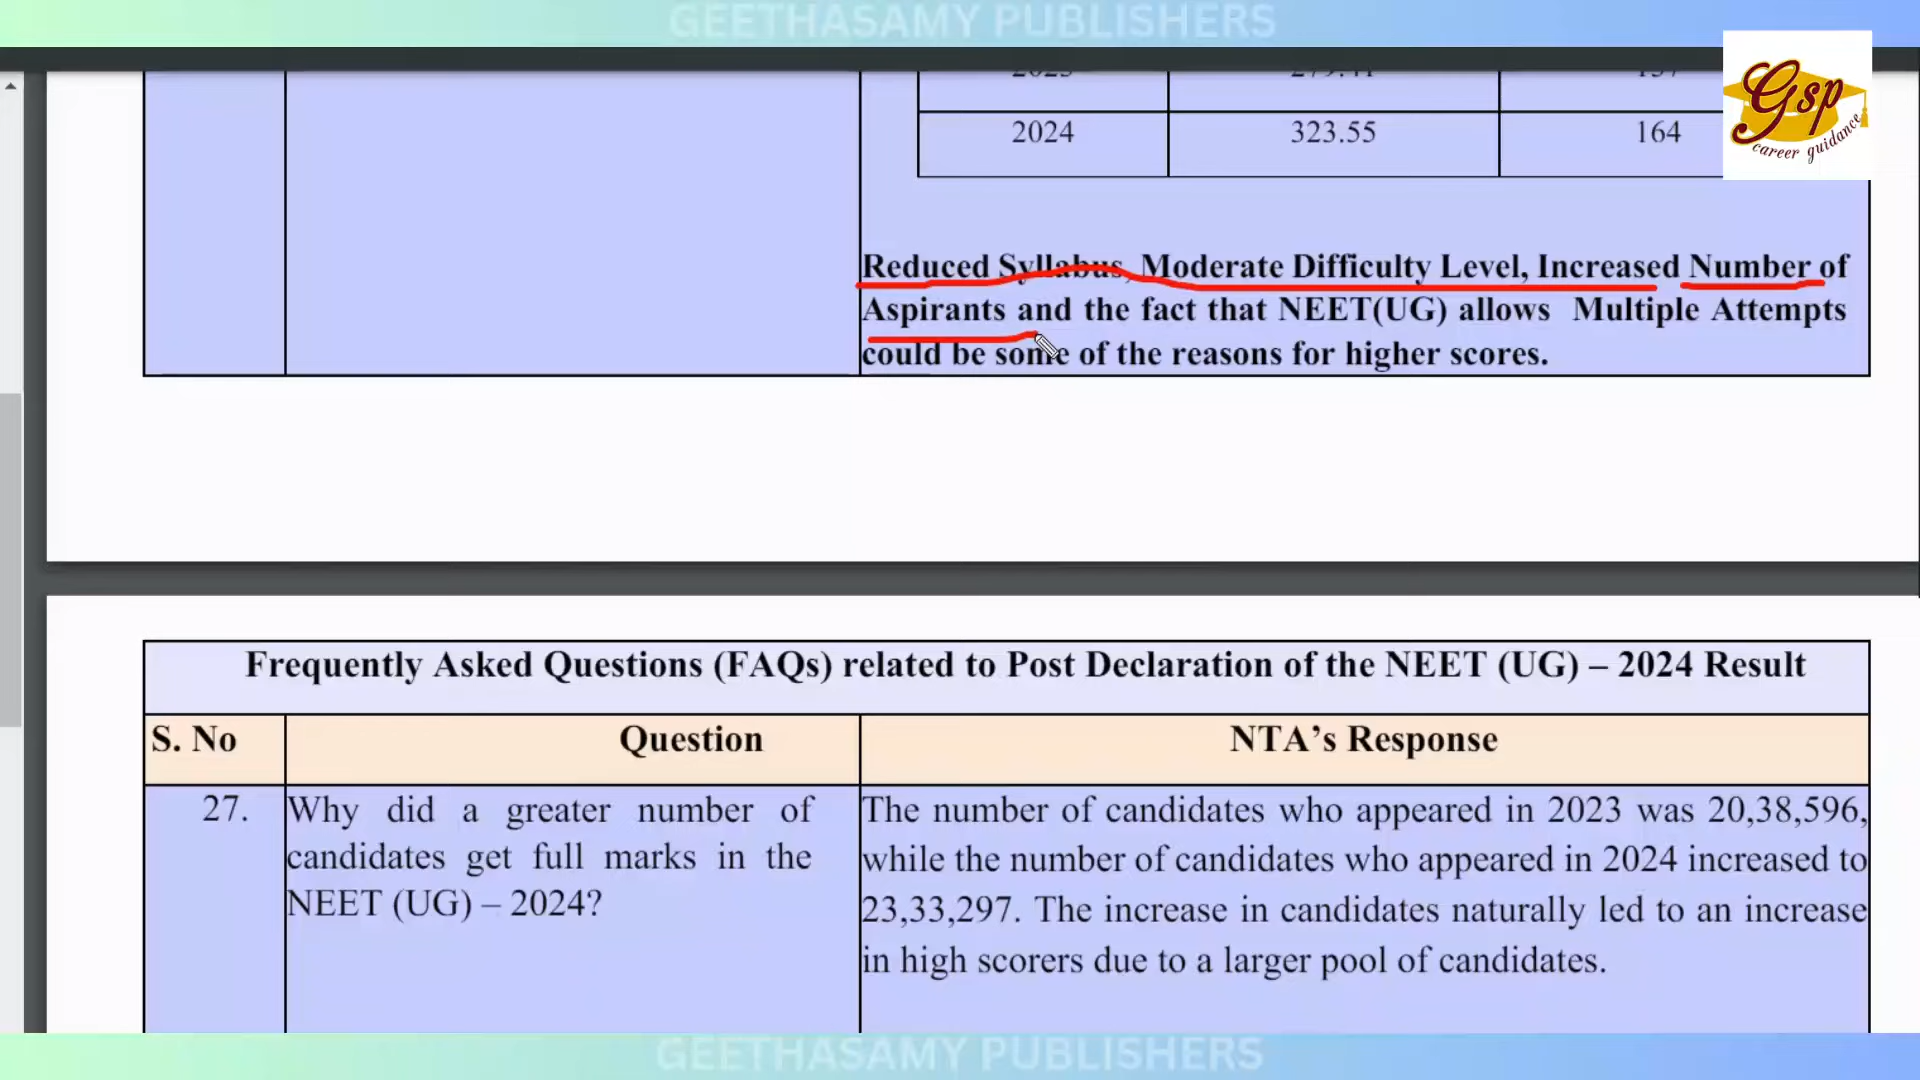 GEETHASAMY PUBLISHERS
2023 279.41 137
2024 323.55 164
Gsp
career guidance
Reduced Syllabus, Moderate Difficulty Level, Increased Number of
Aspirants and the fact that NEET(UG) allows Multiple Attempts
could be some of the reasons for higher scores.
Frequently Asked Questions (FAQs) related to Post Declaration of the NEET (UG) – 2024 Result
S. No Question NTA’s Response
27. Why did a greater number of
candidates get full marks in the
NEET (UG) – 2024?
The number of candidates who appeared in 2023 was 20,38,596,
while the number of candidates who appeared in 2024 increased to
23,33,297. The increase in candidates naturally led to an increase
in high scorers due to a larger pool of candidates.
GEETHASAMY PUBLISHERS